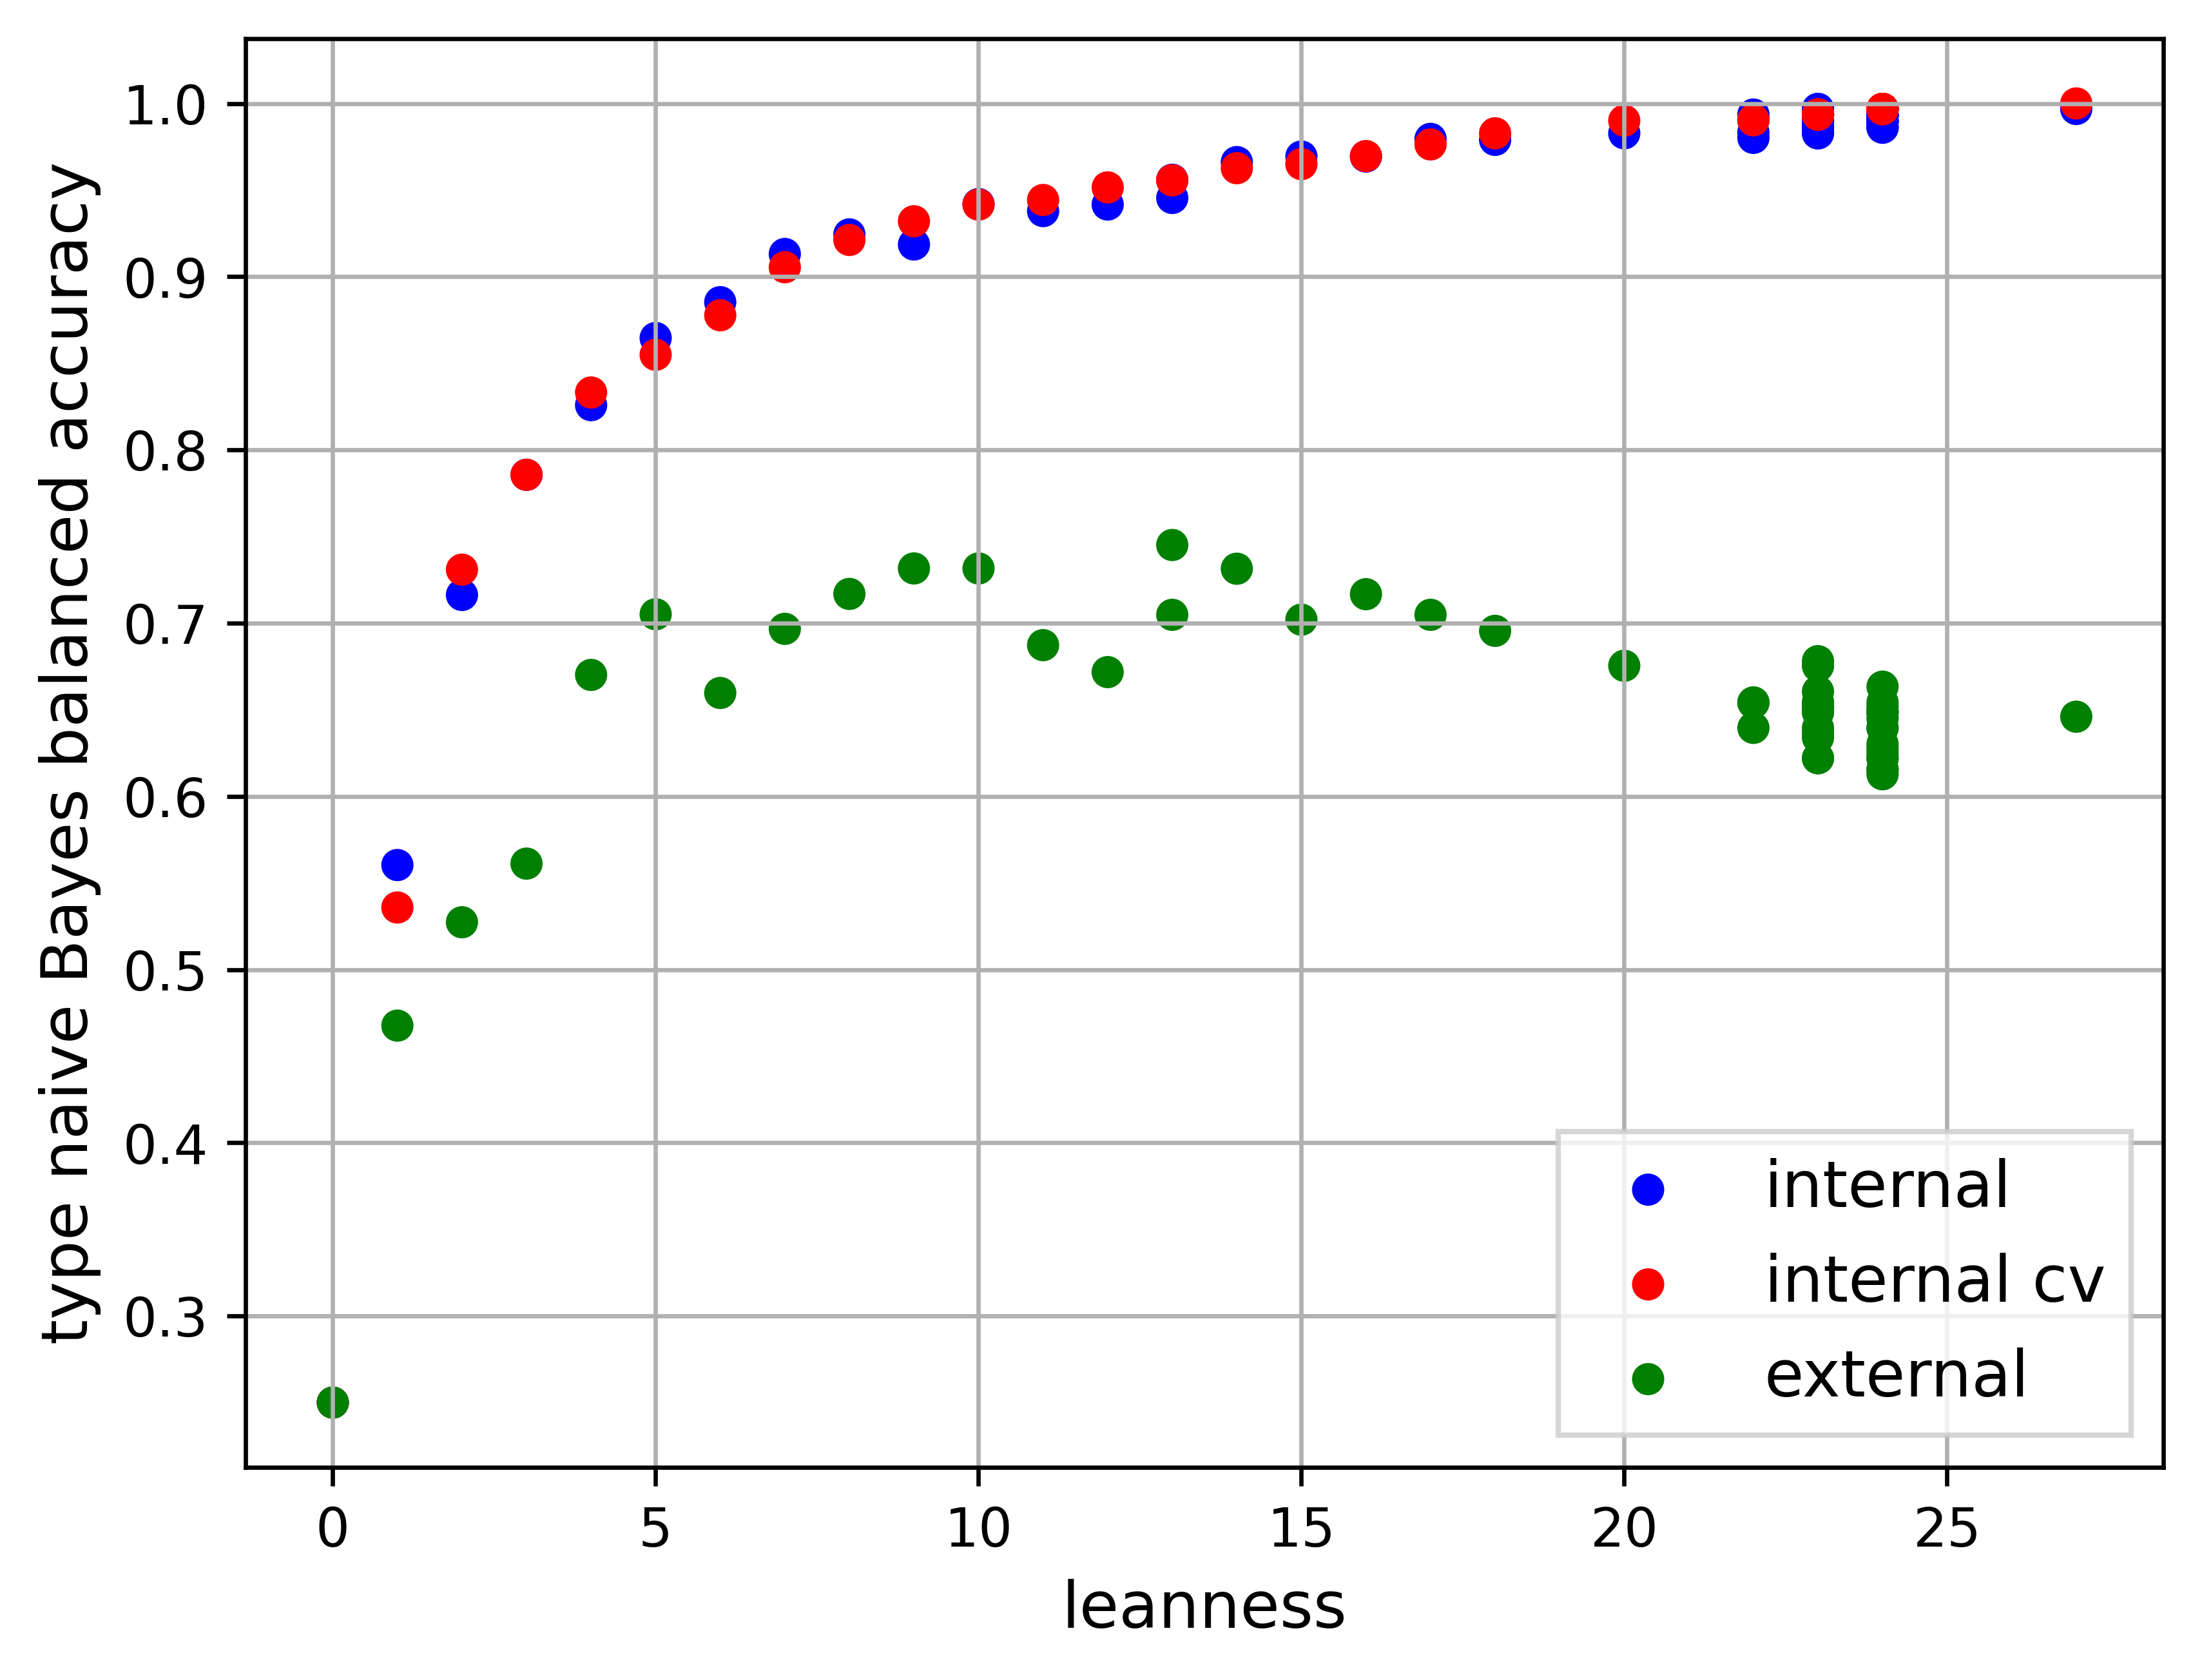 type naive Bayes balanced accuracy
1.0
0.9
0.8
0.7
0.6
0.5
0.4
0.3
internal
internal cv
external
0 5 10 15 20 25
leanness